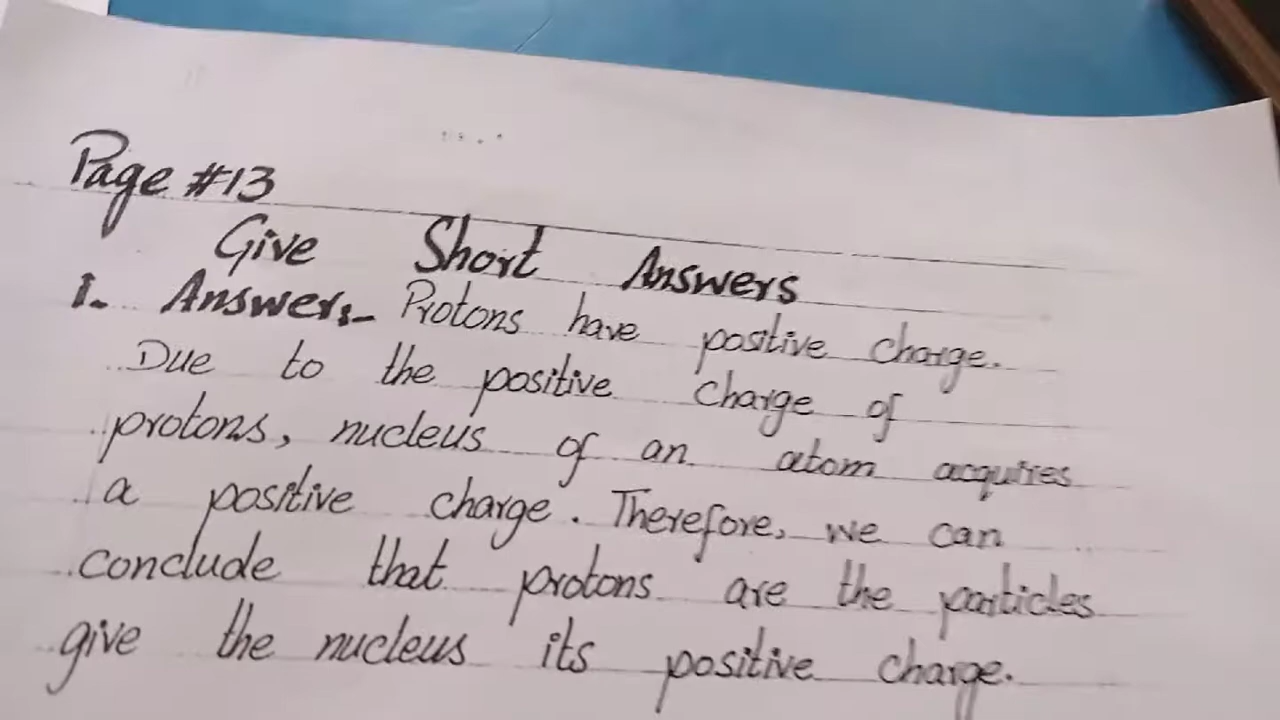 Page #13
Give Short Answers
1. Answer:- Protons have positive charge.
Due to the positive charge of
protons, nucleus of an atom acquires
a positive charge. Therefore, we can
conclude that protons are the particles
give the nucleus its positive charge.